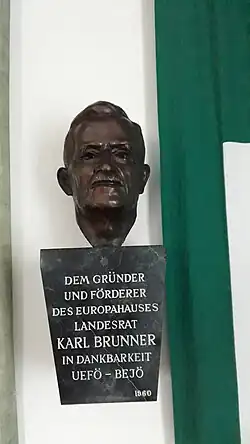 DEM GRÜNDER
UND FÖRDERER
DES EUROPAHAUSES
LANDESRAT
KARL BRUNNER
IN DANKBARKEIT
UEFÖ – BEJÖ
1960